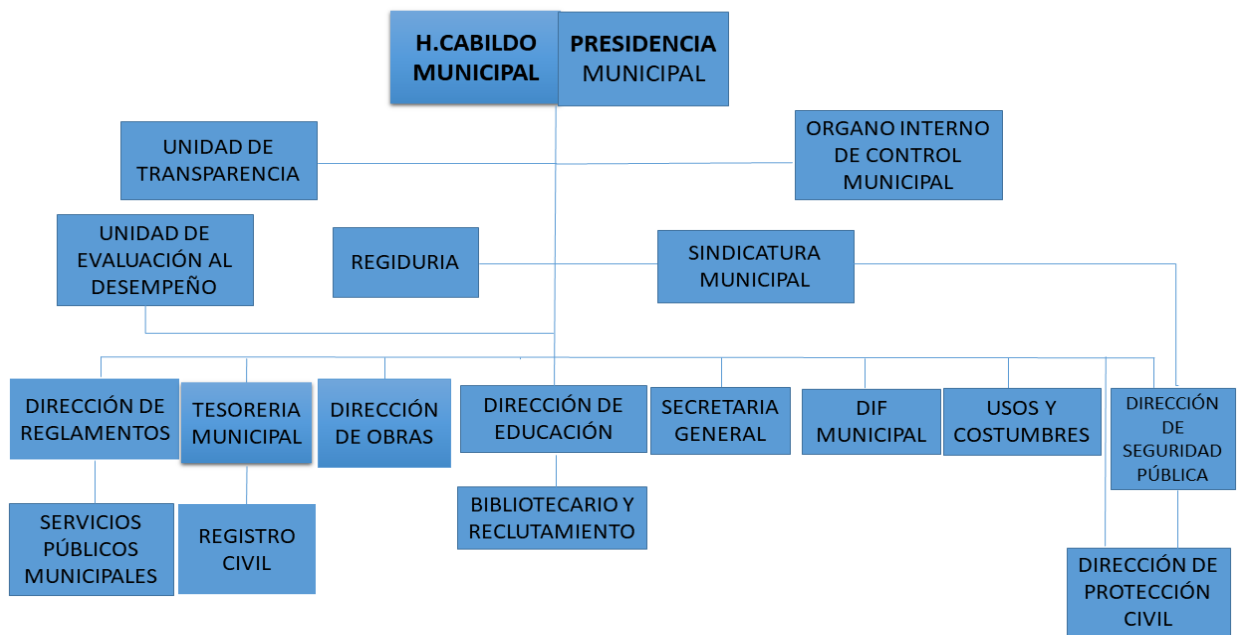 H.CABILDO
MUNICIPAL
PRESIDENCIA
MUNICIPAL
UNIDAD DE
TRANSPARENCIA
ORGANO INTERNO
DE CONTROL
MUNICIPAL
UNIDAD DE
EVALUACIÓN AL
DESEMPEÑO
REGIDURIA
SINDICATURA
MUNICIPAL
DIRECCIÓN DE
REGLAMENTOS
TESORERIA
MUNICIPAL
DIRECCIÓN
DE OBRAS
DIRECCIÓN DE
EDUCACIÓN
SECRETARIA
GENERAL
DIF
MUNICIPAL
USOS Y
COSTUMBRES
DIRECCIÓN
DE
SEGURIDAD
PÚBLICA
SERVICIOS
PÚBLICOS
MUNICIPALES
REGISTRO
CIVIL
BIBLIOTECARIO Y
RECLUTAMIENTO
DIRECCIÓN DE
PROTECCIÓN
CIVIL